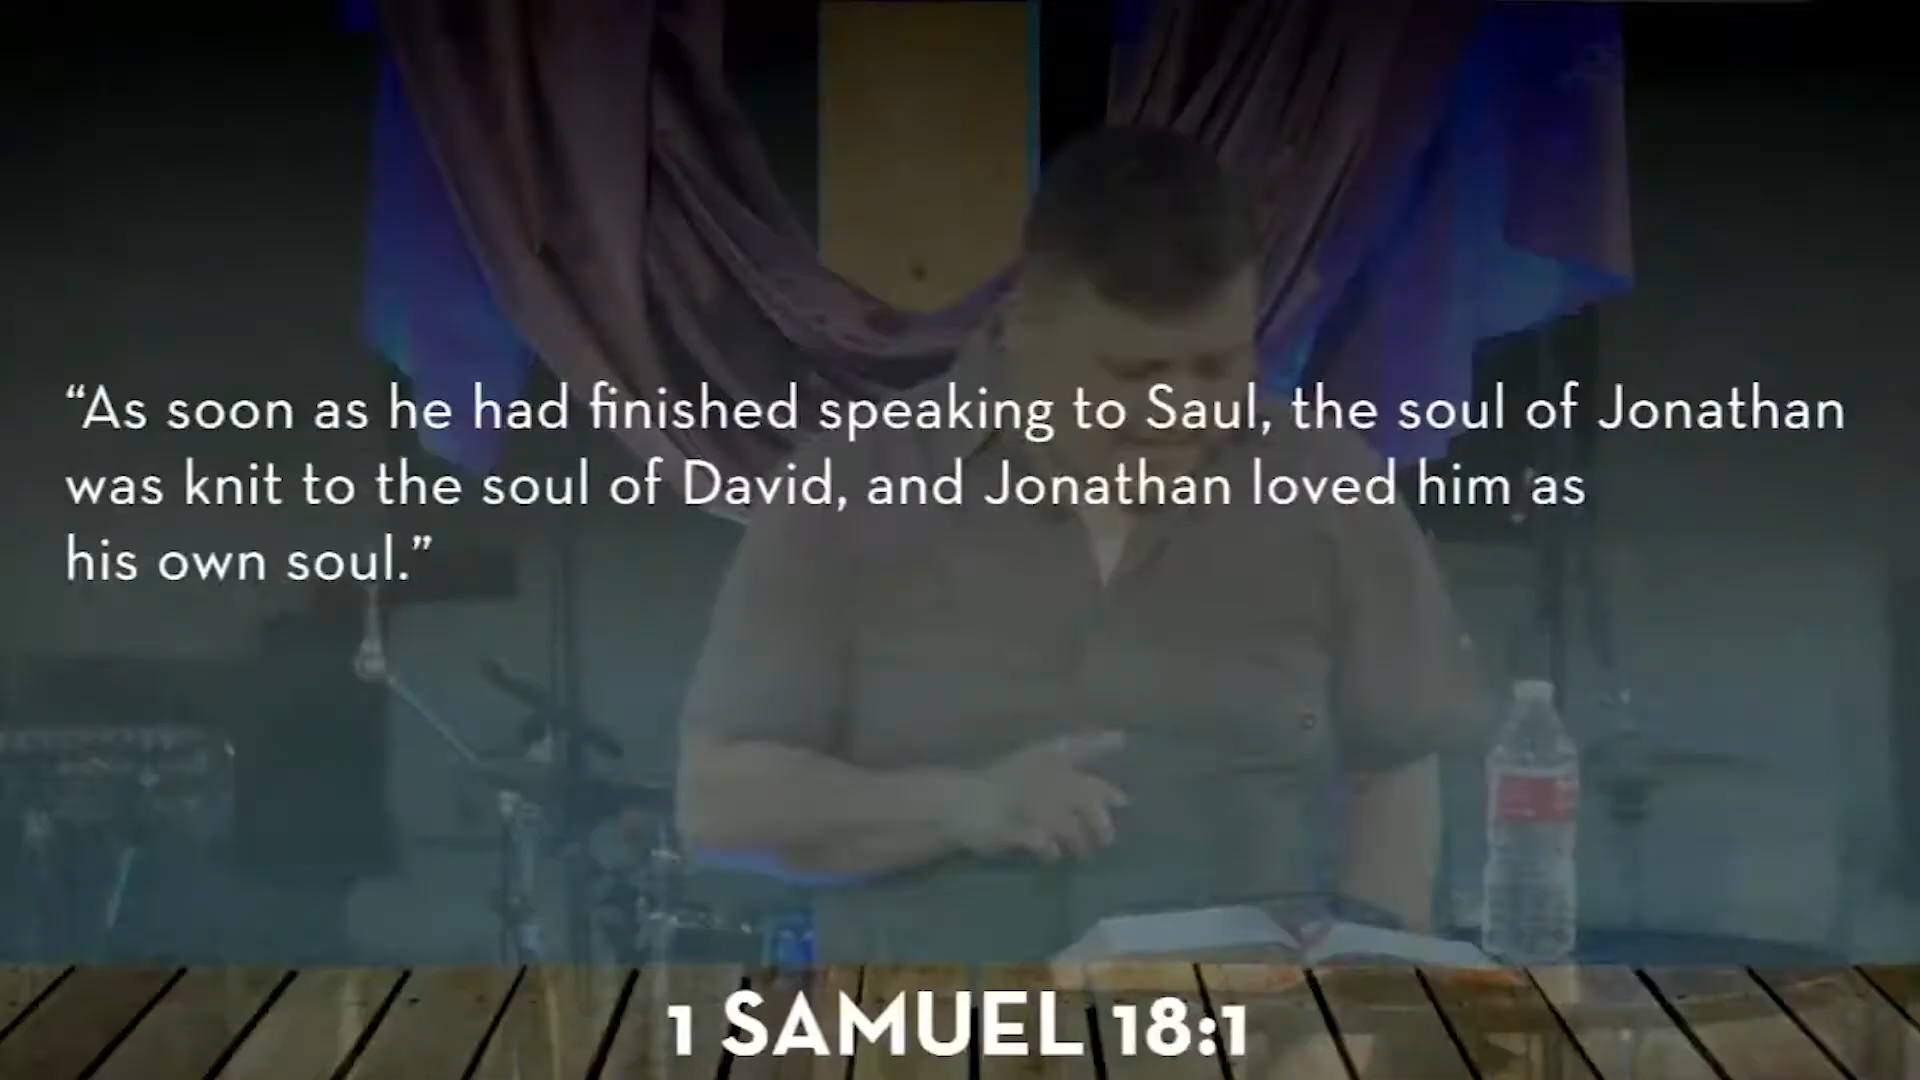 “As soon as he had finished speaking to Saul, the soul of Jonathan
was knit to the soul of David, and Jonathan loved him as
his own soul.”
1 SAMUEL 18:1